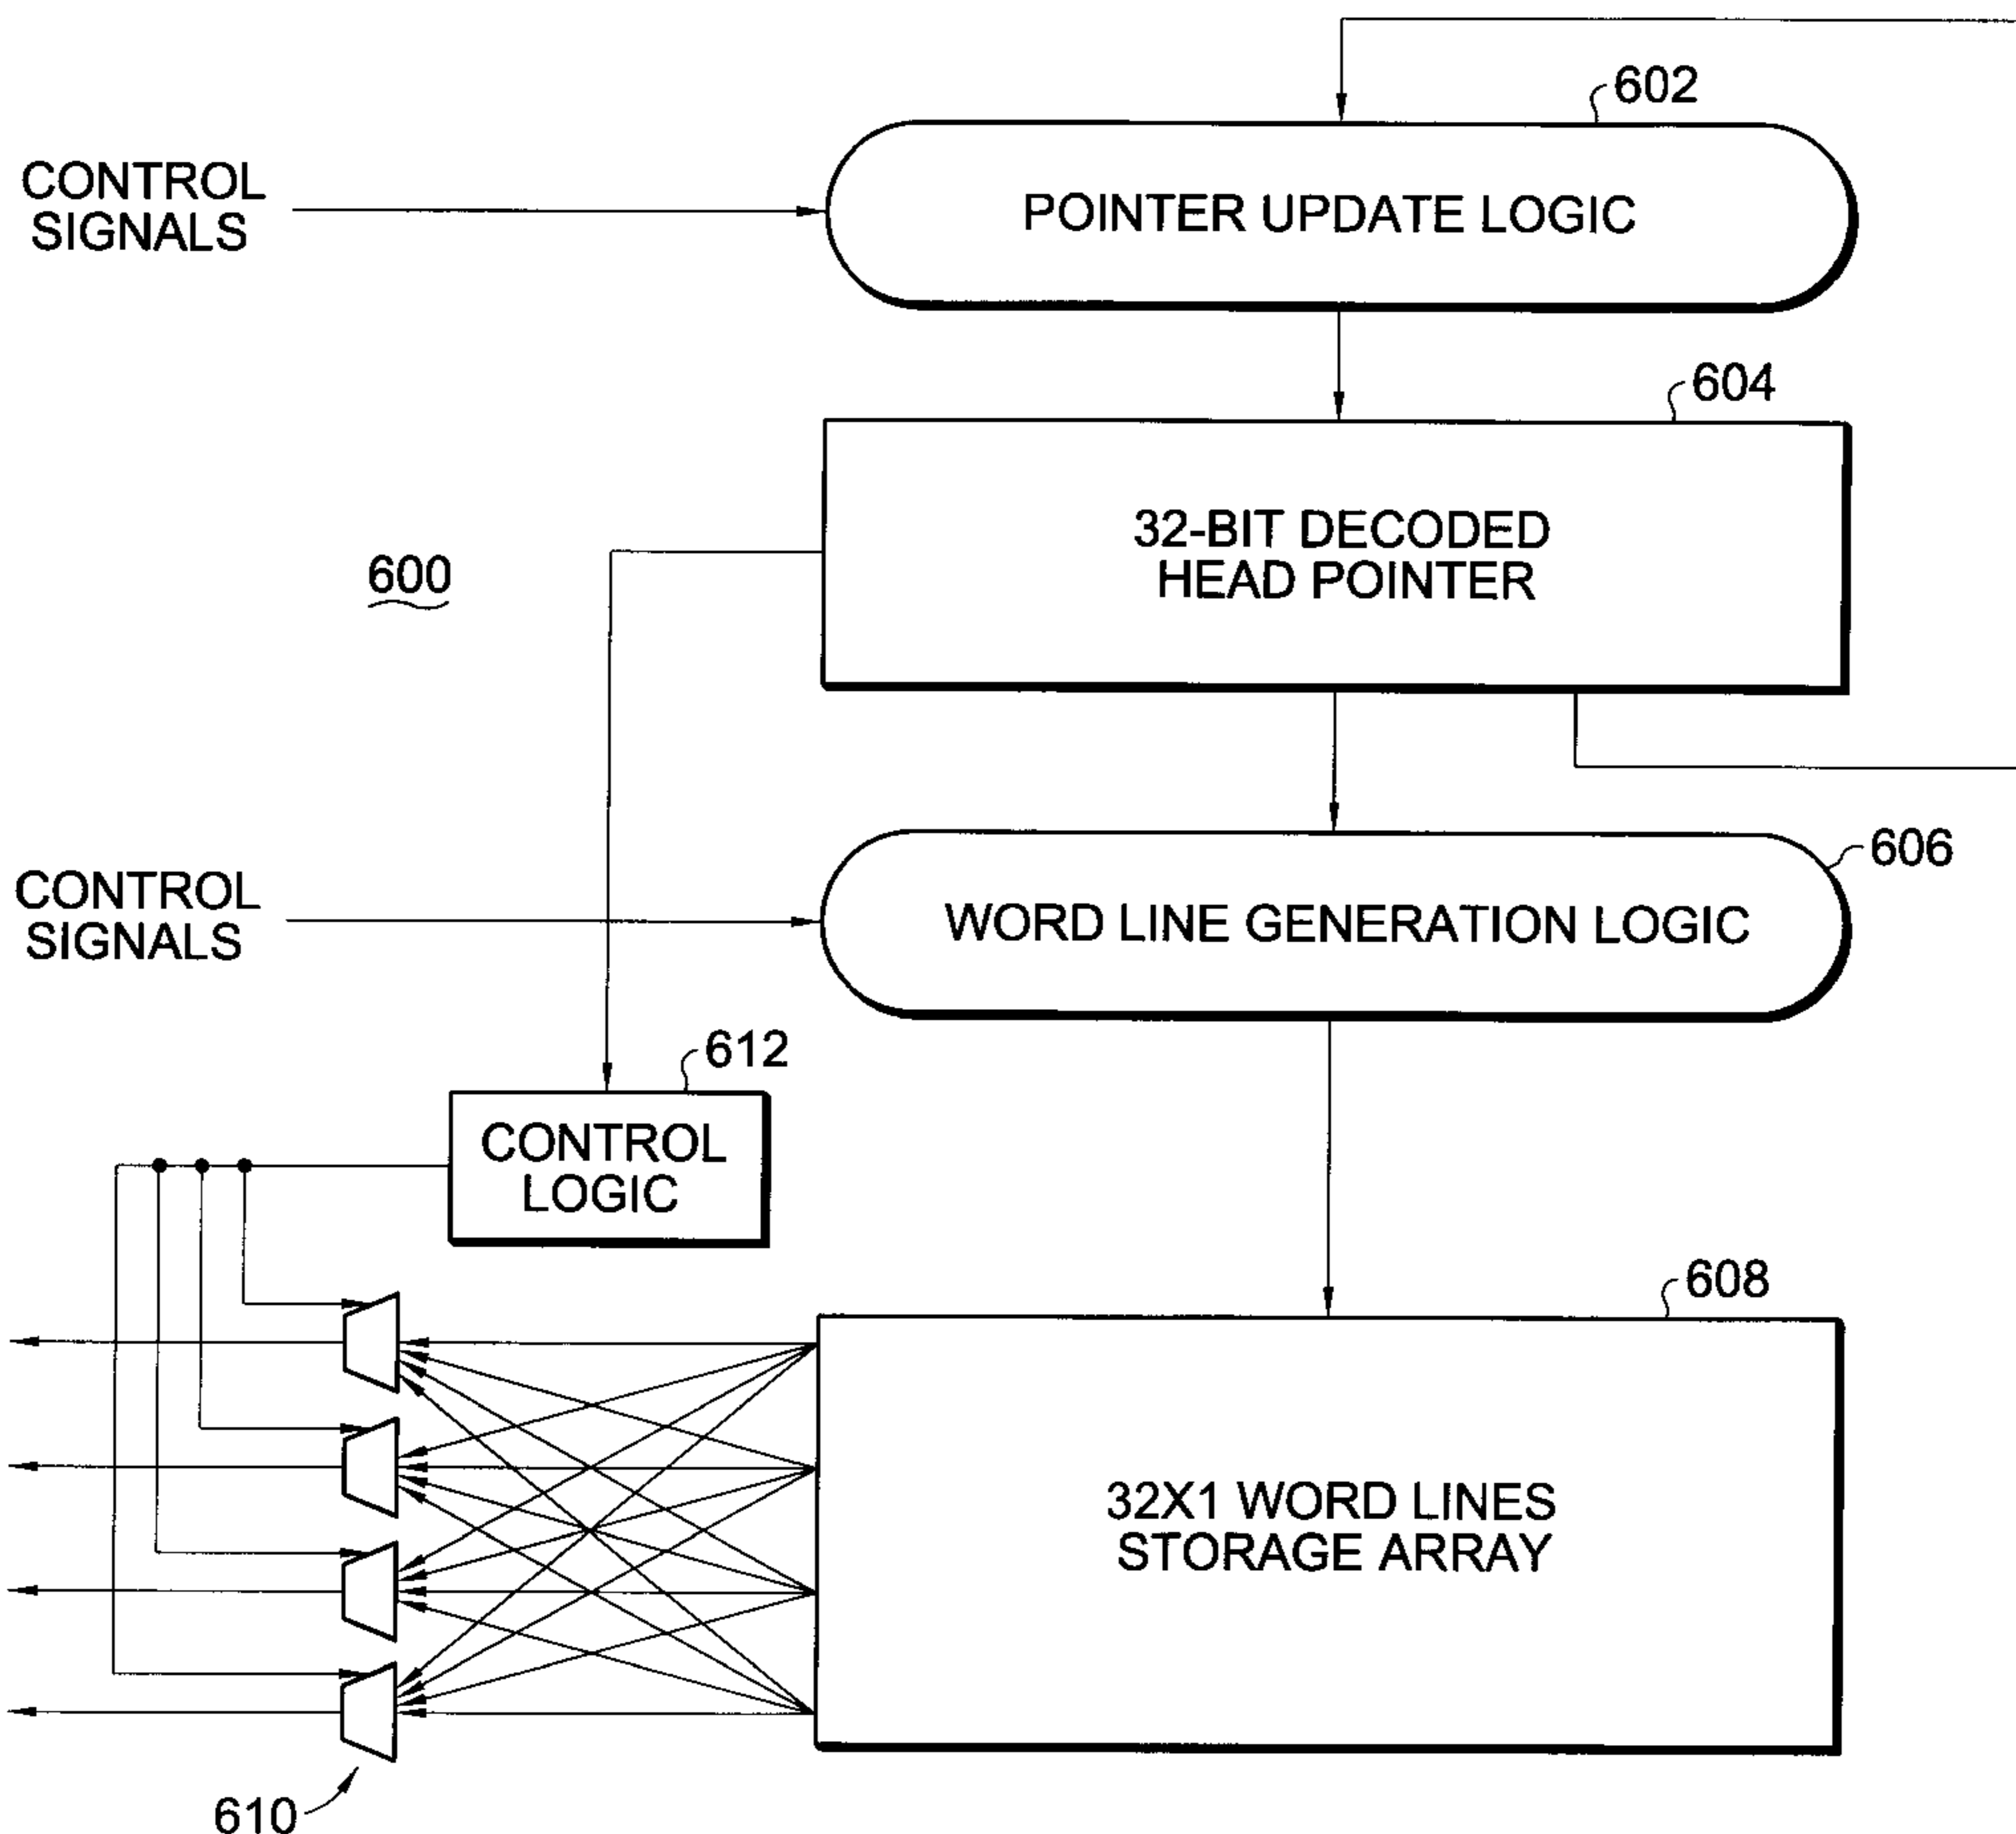 602
CONTROL
SIGNALS
POINTER UPDATE LOGIC
604
32-BIT DECODED
HEAD POINTER
600
606
CONTROL
SIGNALS
WORD LINE GENERATION LOGIC
612
CONTROL
LOGIC
608
32X1 WORD LINES
STORAGE ARRAY
610